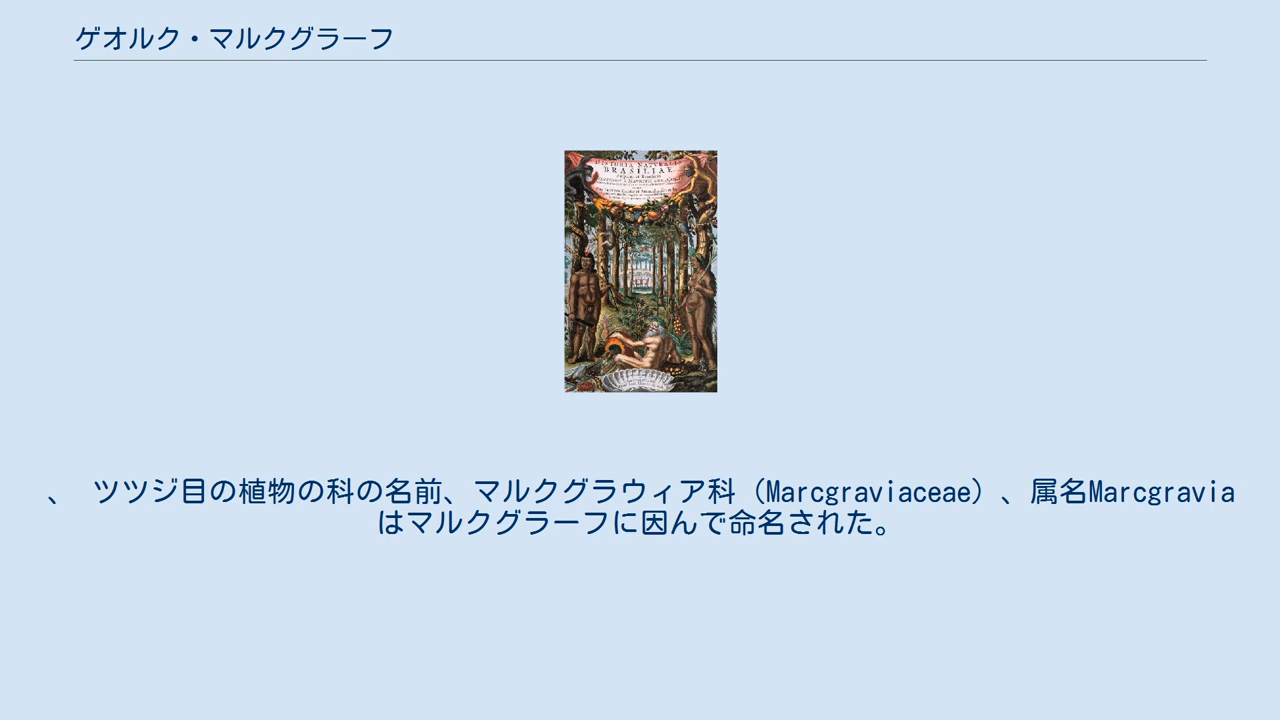 ゲオルク・マルクグラーフ
HISTORIA NATURALIS
BRASILIAE
、 ツツジ目の植物の科の名前、マルクグラウィア科（Marcgraviaceae）、属名Marcgravia
はマルクグラーフに因んで命名された。